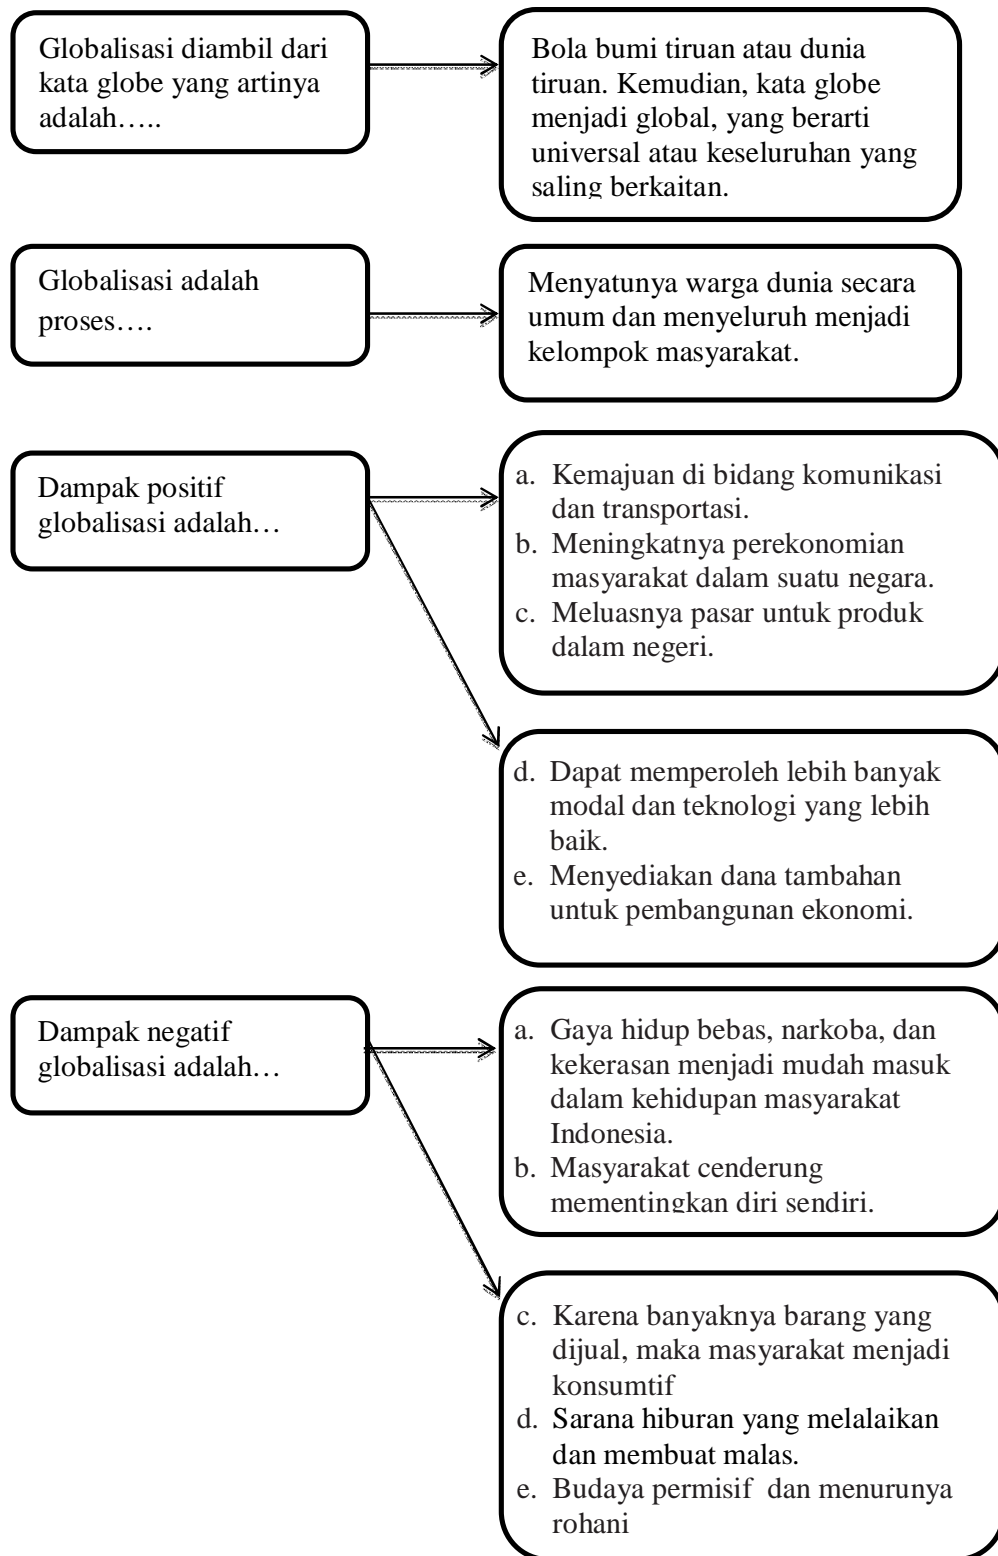 Globalisasi diambil dari
kata globe yang artinya
adalah…..
Bola bumi tiruan atau dunia
tiruan. Kemudian, kata globe
menjadi global, yang berarti
universal atau keseluruhan yang
saling berkaitan.
Globalisasi adalah
proses….
Menyatunya warga dunia secara
umum dan menyeluruh menjadi
kelompok masyarakat.
Dampak positif
globalisasi adalah…
a. Kemajuan di bidang komunikasi
dan transportasi.
b. Meningkatnya perekonomian
masyarakat dalam suatu negara.
c. Meluasnya pasar untuk produk
dalam negeri.
d. Dapat memperoleh lebih banyak
modal dan teknologi yang lebih
baik.
e. Menyediakan dana tambahan
untuk pembangunan ekonomi.
Dampak negatif
globalisasi adalah…
a. Gaya hidup bebas, narkoba, dan
kekerasan menjadi mudah masuk
dalam kehidupan masyarakat
Indonesia.
b. Masyarakat cenderung
mementingkan diri sendiri.
c. Karena banyaknya barang yang
dijual, maka masyarakat menjadi
konsumtif
d. Sarana hiburan yang melalaikan
dan membuat malas.
e. Budaya permisif dan menurunya
rohani